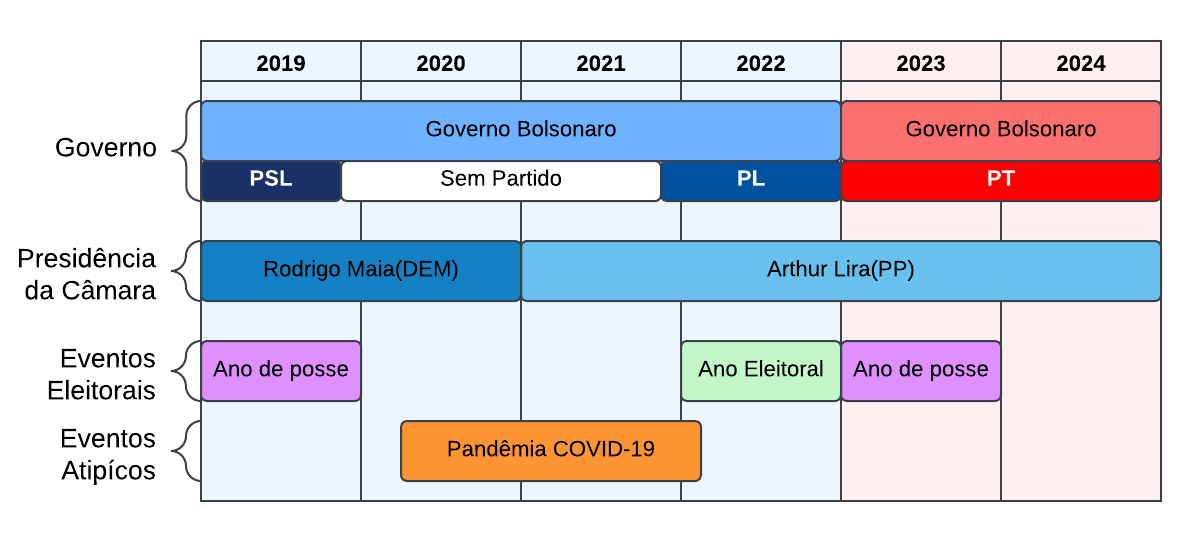 2019 2020 2021 2022 2023 2024
Governo
Governo Bolsonaro Governo Bolsonaro
PSL Sem Partido PL PT
Presidência
da Câmara
Rodrigo Maia(DEM) Arthur Lira(PP)
Eventos
Eleitorais
Ano de posse Ano Eleitoral Ano de posse
Eventos
Atipícos
Pandêmia COVID-19